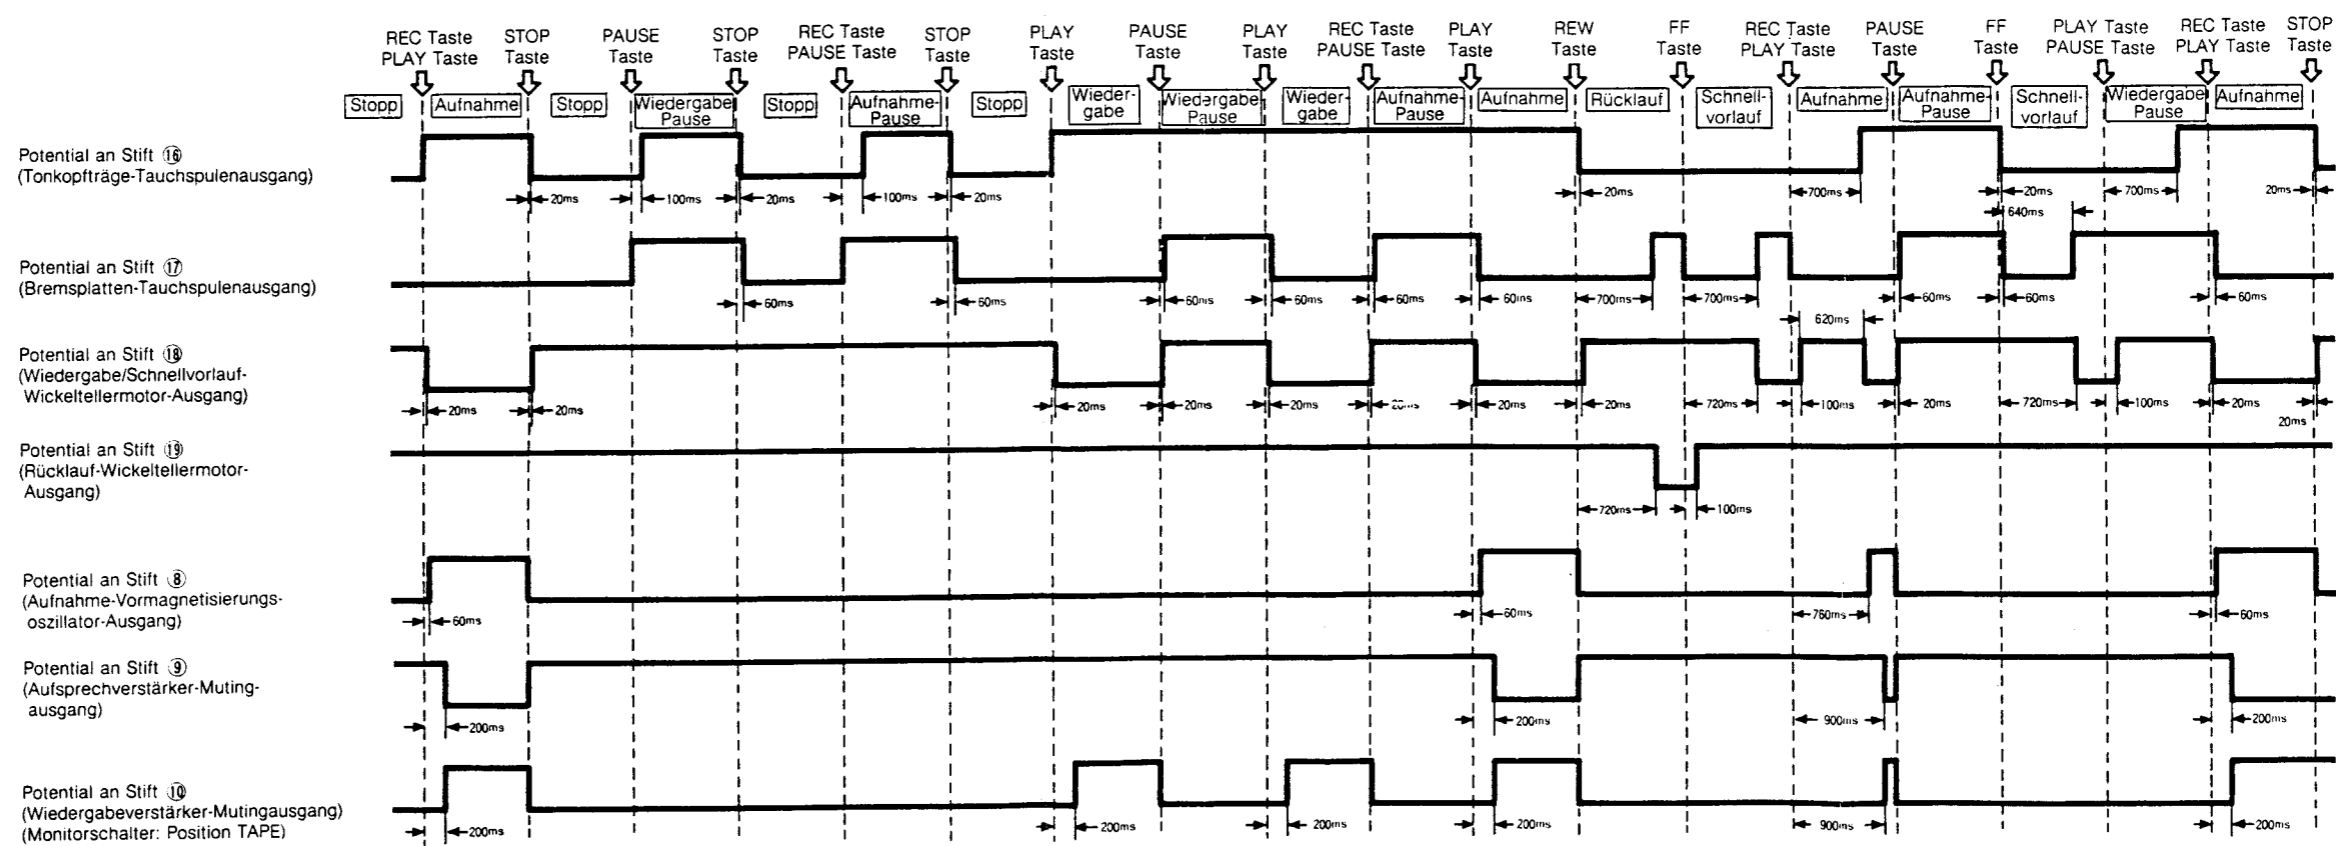 REC Taste
PLAY Taste
STOP
Taste
PAUSE
Taste
STOP
Taste
REC Taste
PAUSE Taste
STOP
Taste
PLAY
Taste
PAUSE
Taste
PLAY
Taste
REC Taste
PAUSE Taste
PLAY
Taste
REW
Taste
FF
Taste
REC Taste
PLAY Taste
PAUSE
Taste
FF
Taste
PLAY Taste
PAUSE Taste
REC Taste
PLAY Taste
STOP
Taste
Stopp
Aufnahme
Stopp
Wiedergabe
Pause
Stopp
Aufnahme-
Pause
Stopp
Wieder-
gabe
Wiedergabe
Pause
Wieder-
gabe
Aufnahme-
Pause
Aufnahme
Rücklauf
Schnell-
vorlauf
Aufnahme
Aufnahme-
Pause
Schnell-
vorlauf
Wiedergabe
Pause
Aufnahme
Potential an Stift ⑯
(Tonkopfträge-Tauchspulenausgang)
20ms 100ms 20ms 100ms 20ms 20ms 700ms 20ms 700ms 20ms
640ms
Potential an Stift ⑰
(Bremsplatten-Tauchspulenausgang)
60ms 60ms 60ms 60ms 60ms 60ms 700ms 700ms 60ms 60ms 60ms
620ms
Potential an Stift ⑱
(Wiedergabe/Schnellvorlauf-
Wickeltellermotor-Ausgang)
20ms 20ms 20ms 20ms 20ms 20ms 20ms 720ms 100ms 20ms 720ms 100ms 20ms
20ms
Potential an Stift ⑲
(Rücklauf-Wickeltellermotor-
Ausgang)
720ms 100ms
Potential an Stift ⑧
(Aufnahme-Vormagnetisierungs-
oszillator-Ausgang)
60ms 60ms 760ms 60ms
Potential an Stift ⑨
(Aufsprechverstärker-Muting-
ausgang)
200ms 200ms 900ms 200ms
Potential an Stift ⑩
(Wiedergabeverstärker-Mutingausgang)
(Monitorschalter: Position TAPE)
200ms 200ms 200ms 200ms 900ms 200ms